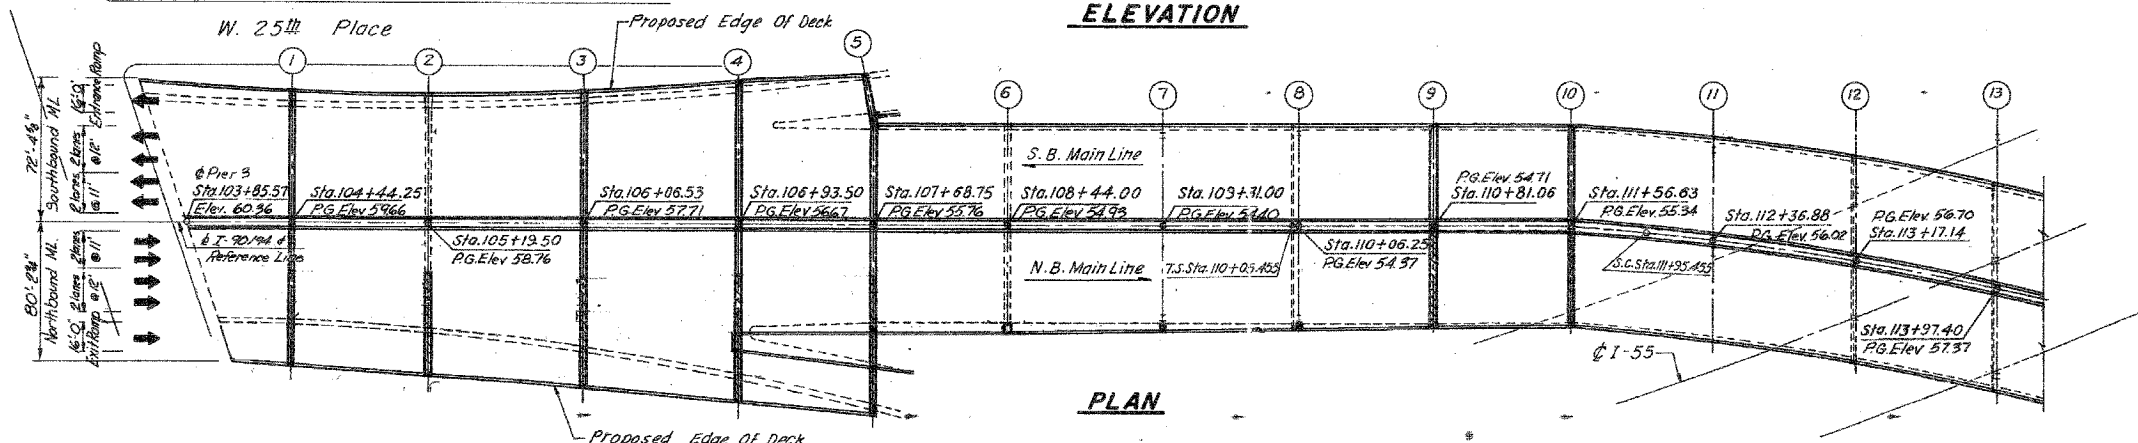 ELEVATION
W. 25th Place
Proposed Edge Of Deck
1
2
3
4
5
6
7
8
9
10
11
12
13
72'-4⅝"
Southbound ML
2 lanes @ 11'
2 lanes @ 12'
16'-0"
Entrance Ramp
80'-2¾"
Northbound ML
2 lanes @ 11'
2 lanes @ 12'
16'-0"
Exit Ramp
℄ Pier 3
Sta. 103+85.57
Elev. 60.36
℄ I-90/94 &
Reference Line
Sta. 104+44.25
P.G. Elev 59.66
Sta. 105+19.50
P.G. Elev 58.76
Sta. 106+06.53
P.G. Elev 57.71
Sta. 106+93.50
P.G. Elev 56.67
Sta. 107+68.75
P.G. Elev 55.76
S.B. Main Line
Sta. 108+44.00
P.G. Elev 54.93
N.B. Main Line
Sta. 109+31.00
P.G. Elev 54.40
T.S. Sta. 110+05.455
Sta. 110+06.25
P.G. Elev 54.37
P.G. Elev 54.71
Sta. 110+81.06
Sta. 111+56.63
P.G. Elev 55.34
S.C. Sta. 111+95.455
Sta. 112+36.88
P.G. Elev. 56.02
P.G. Elev. 56.70
Sta. 113+17.14
Sta. 113+97.40
P.G. Elev 57.37
℄ I-55
PLAN
Proposed Edge Of Deck